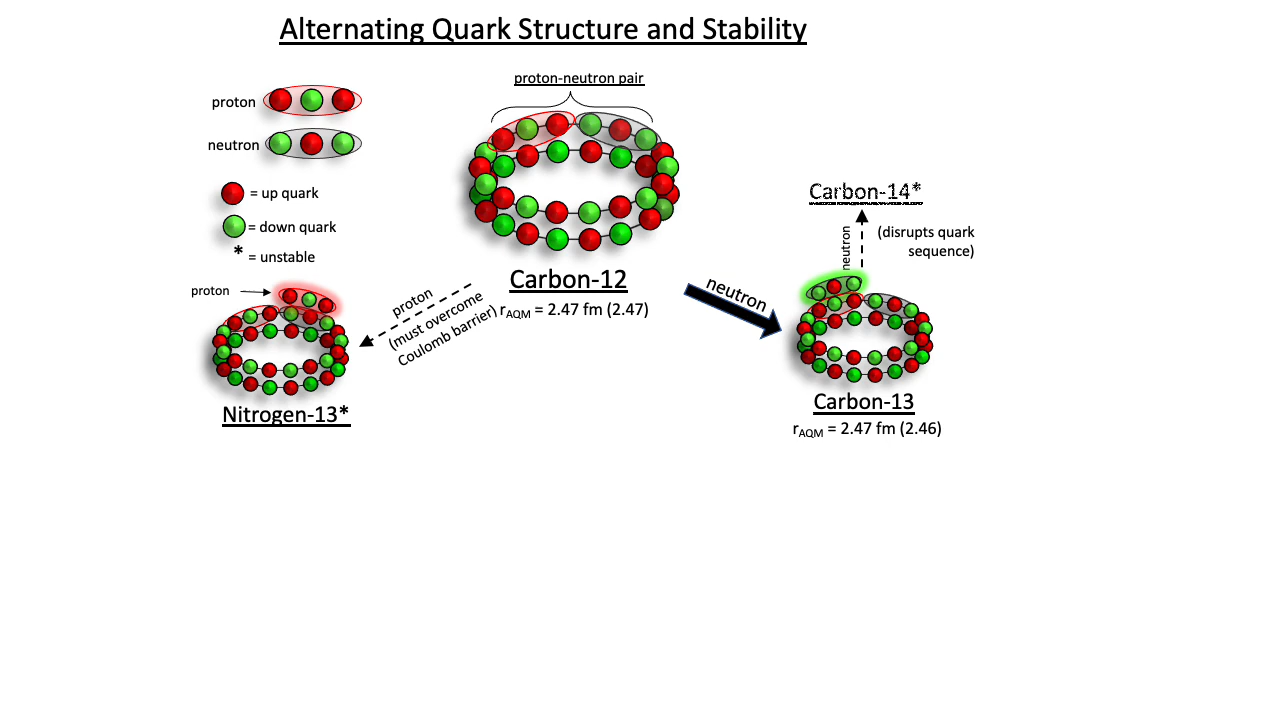 Alternating Quark Structure and Stability
proton-neutron pair
proton
neutron
= up quark
= down quark
* = unstable
proton
Nitrogen-13*
proton
(must overcome
Coulomb barrier)
Carbon-12
rAQM = 2.47 fm (2.47)
neutron
Carbon-14*
neutron
(disrupts quark
sequence)
Carbon-13
rAQM = 2.47 fm (2.46)